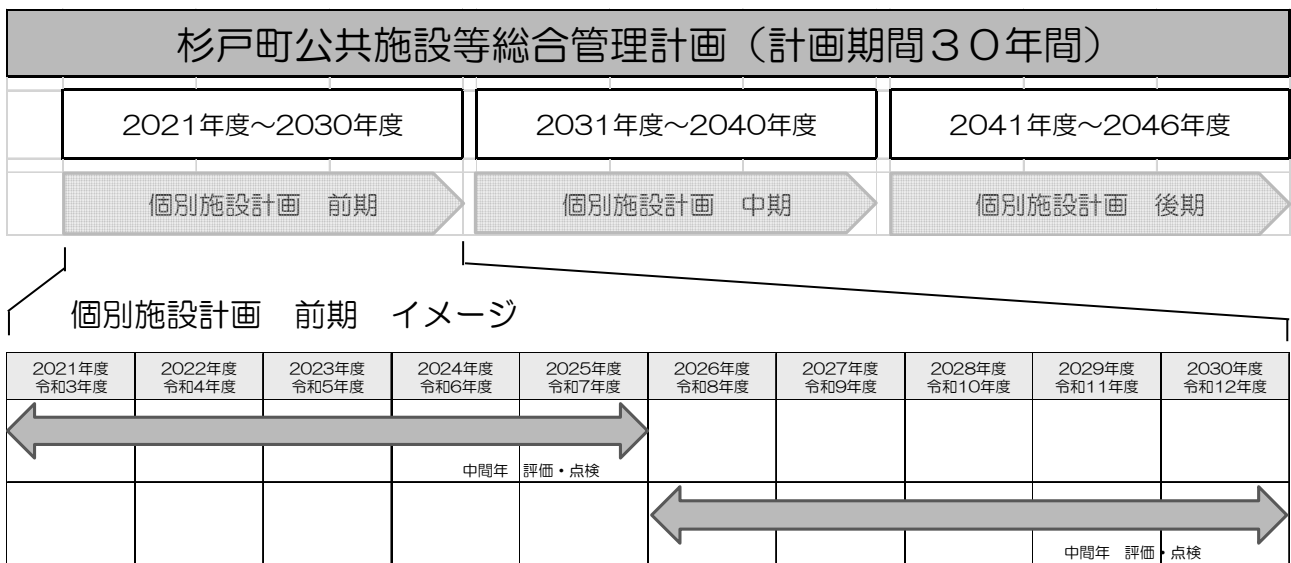 杉戸町公共施設等総合管理計画（計画期間３０年間）
2021年度～2030年度
2031年度～2040年度
2041年度～2046年度
個別施設計画　前期
個別施設計画　中期
個別施設計画　後期
個別施設計画　前期　イメージ
2021年度
令和3年度
2022年度
令和4年度
2023年度
令和5年度
2024年度
令和6年度
2025年度
令和7年度
2026年度
令和8年度
2027年度
令和9年度
2028年度
令和10年度
2029年度
令和11年度
2030年度
令和12年度
中間年　評価・点検
中間年　評価・点検